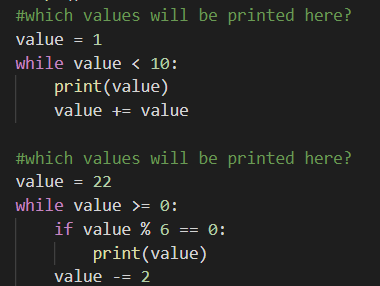 #which values will be printed here?
value = 1
while value < 10:
    print(value)
    value += value

#which values will be printed here?
value = 22
while value >= 0:
    if value % 6 == 0:
        print(value)
    value -= 2